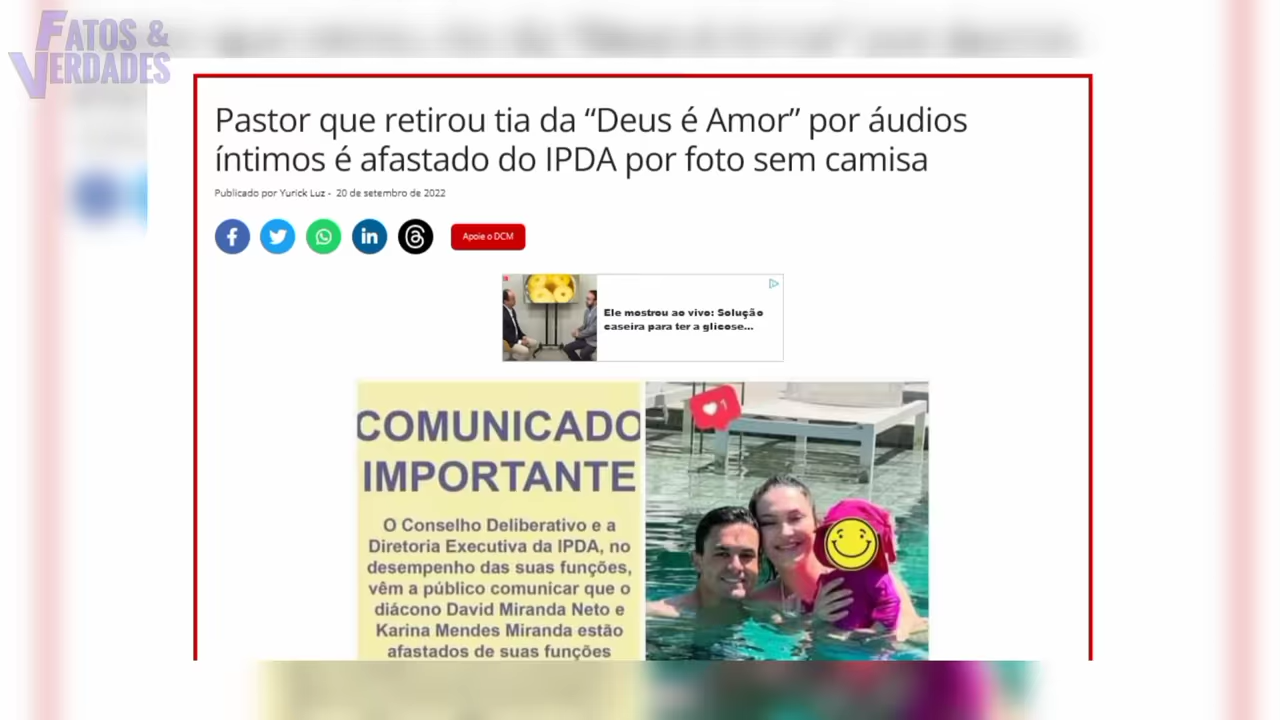 FATOS &
VERDADES
Pastor que retirou tia da “Deus é Amor” por áudios
íntimos é afastado do IPDA por foto sem camisa
Publicado por Yurick Luz - 20 de setembro de 2022
Apoie o DCM
Ele mostrou ao vivo: Solução
caseira para ter a glicose...
COMUNICADO
IMPORTANTE
1
O Conselho Deliberativo e a
Diretoria Executiva da IPDA, no
desempenho das suas funções,
vêm a público comunicar que o
diácono David Miranda Neto e
Karina Mendes Miranda estão
afastados de suas funções